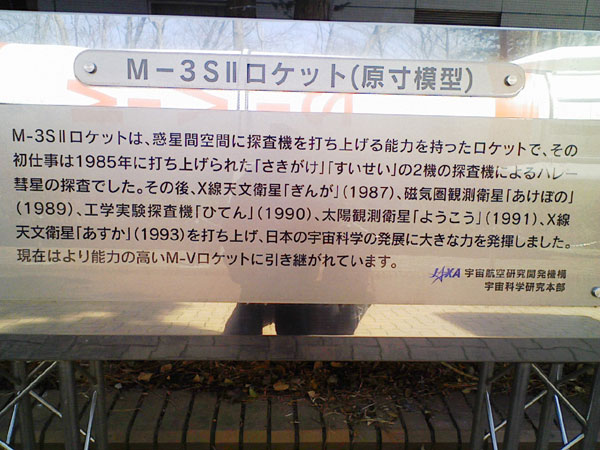 M-3SⅡロケット(原寸模型)
M-3SⅡロケットは、惑星間空間に探査機を打ち上げる能力を持ったロケットで、その
初仕事は1985年に打ち上げられた「さきがけ」「すいせい」の2機の探査機によるハレー
彗星の探査でした。その後、X線天文衛星「ぎんが」(1987)、磁気圏観測衛星「あけぼの」
(1989)、工学実験探査機「ひてん」(1990)、太陽観測衛星「ようこう」(1991)、X線
天文衛星「あすか」(1993)を打ち上げ、日本の宇宙科学の発展に大きな力を発揮しました。
現在はより能力の高いM-Vロケットに引き継がれています。
JAXA 宇宙航空研究開発機構
宇宙科学研究本部